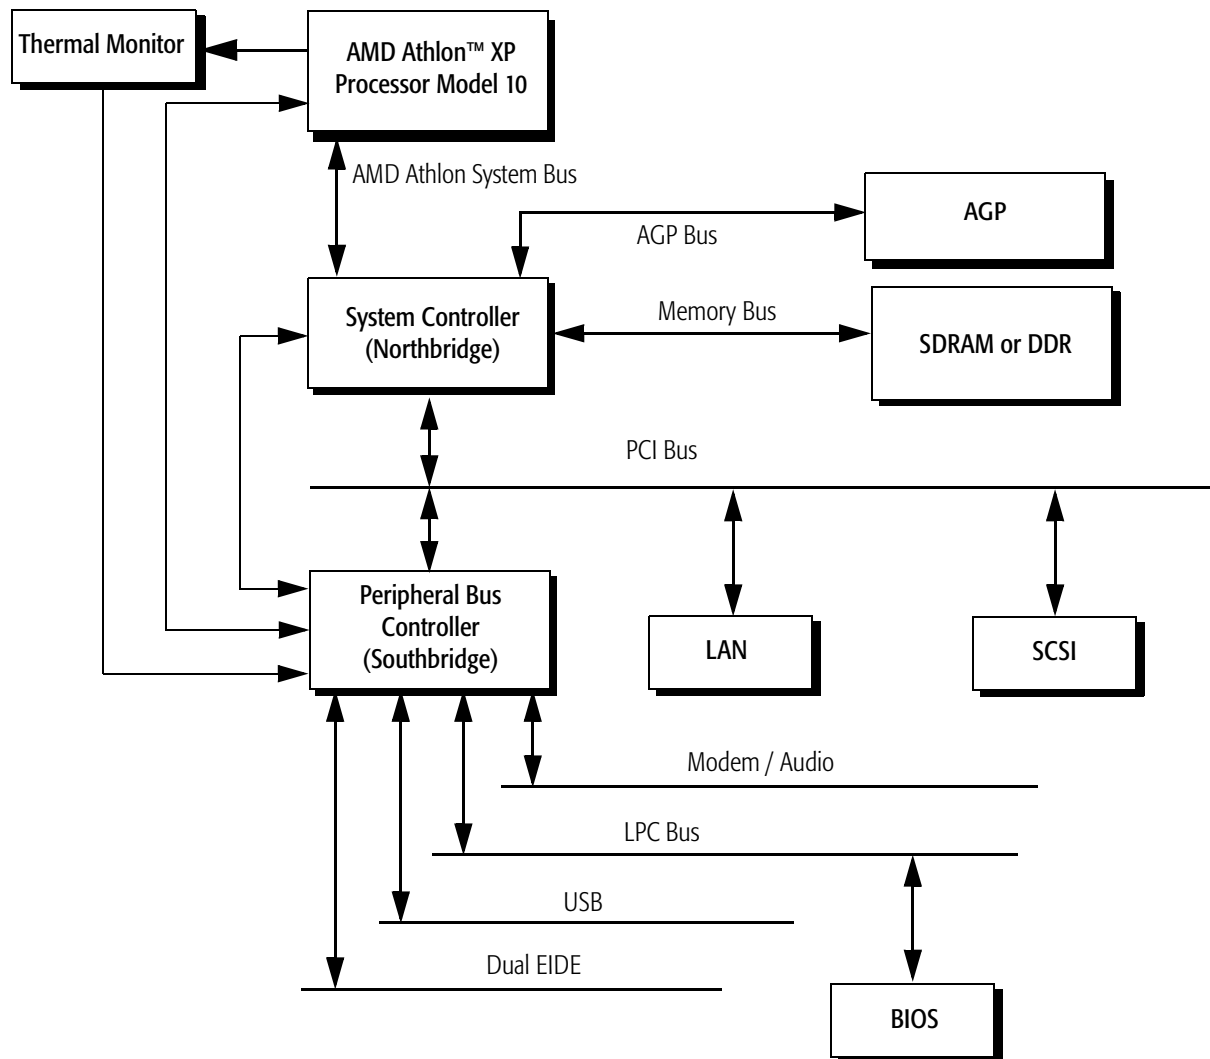 Thermal Monitor
AMD Athlon™ XP
Processor Model 10
AMD Athlon System Bus
AGP
AGP Bus
System Controller
(Northbridge)
Memory Bus
SDRAM or DDR
PCI Bus
Peripheral Bus
Controller
(Southbridge)
LAN
SCSI
Modem / Audio
LPC Bus
USB
Dual EIDE
BIOS